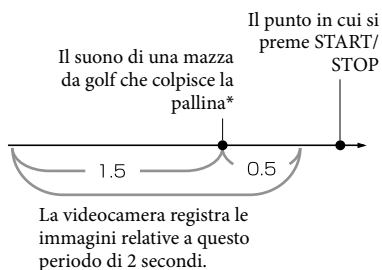 Il punto in cui si
preme START/
STOP
Il suono di una mazza
da golf che colpisce la
pallina*
1.5
0.5
La videocamera registra le
immagini relative a questo
periodo di 2 secondi.